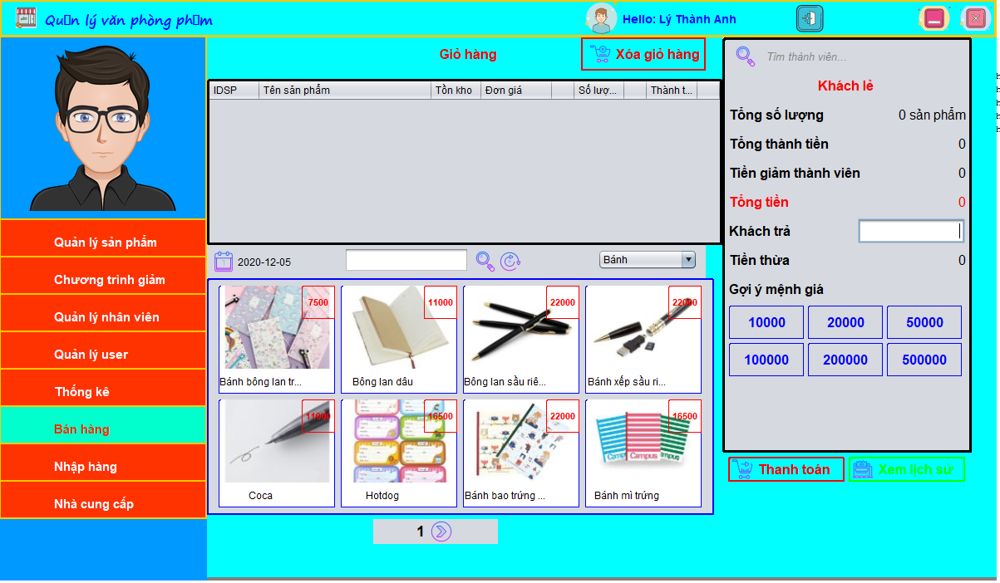 Quản lý văn phòng phẩm
Hello: Lý Thành Anh
Quản lý sản phẩm
Chương trình giảm
Quản lý nhân viên
Quản lý user
Thống kê
Bán hàng
Nhập hàng
Nhà cung cấp
Giỏ hàng
Xóa giỏ hàng
IDSP Tên sản phẩm Tồn kho Đơn giá Số lượ... Thành t...
2020-12-05
Bánh
7500
11000
22000
22000
Bánh bông lan tr...
Bông lan dâu
Bông lan sầu riê...
Bánh xếp sầu ri...
11000
16500
22000
16500
Campus
Campus
Coca
Hotdog
Bánh bao trứng ...
Bánh mì trứng
1
Tìm thành viên...
Khách lẻ
Tổng số lượng 0 sản phẩm
Tổng thành tiền 0
Tiền giảm thành viên 0
Tổng tiền 0
Khách trả
Tiền thừa 0
Gợi ý mệnh giá
10000 20000 50000
100000 200000 500000
Thanh toán
Xem lịch sử